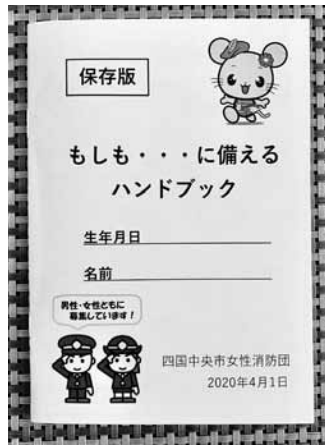 保存版
もしも・・・に備える
ハンドブック
生年月日
名前
男性・女性ともに
募集しています！
四国中央市女性消防団
2020年4月1日